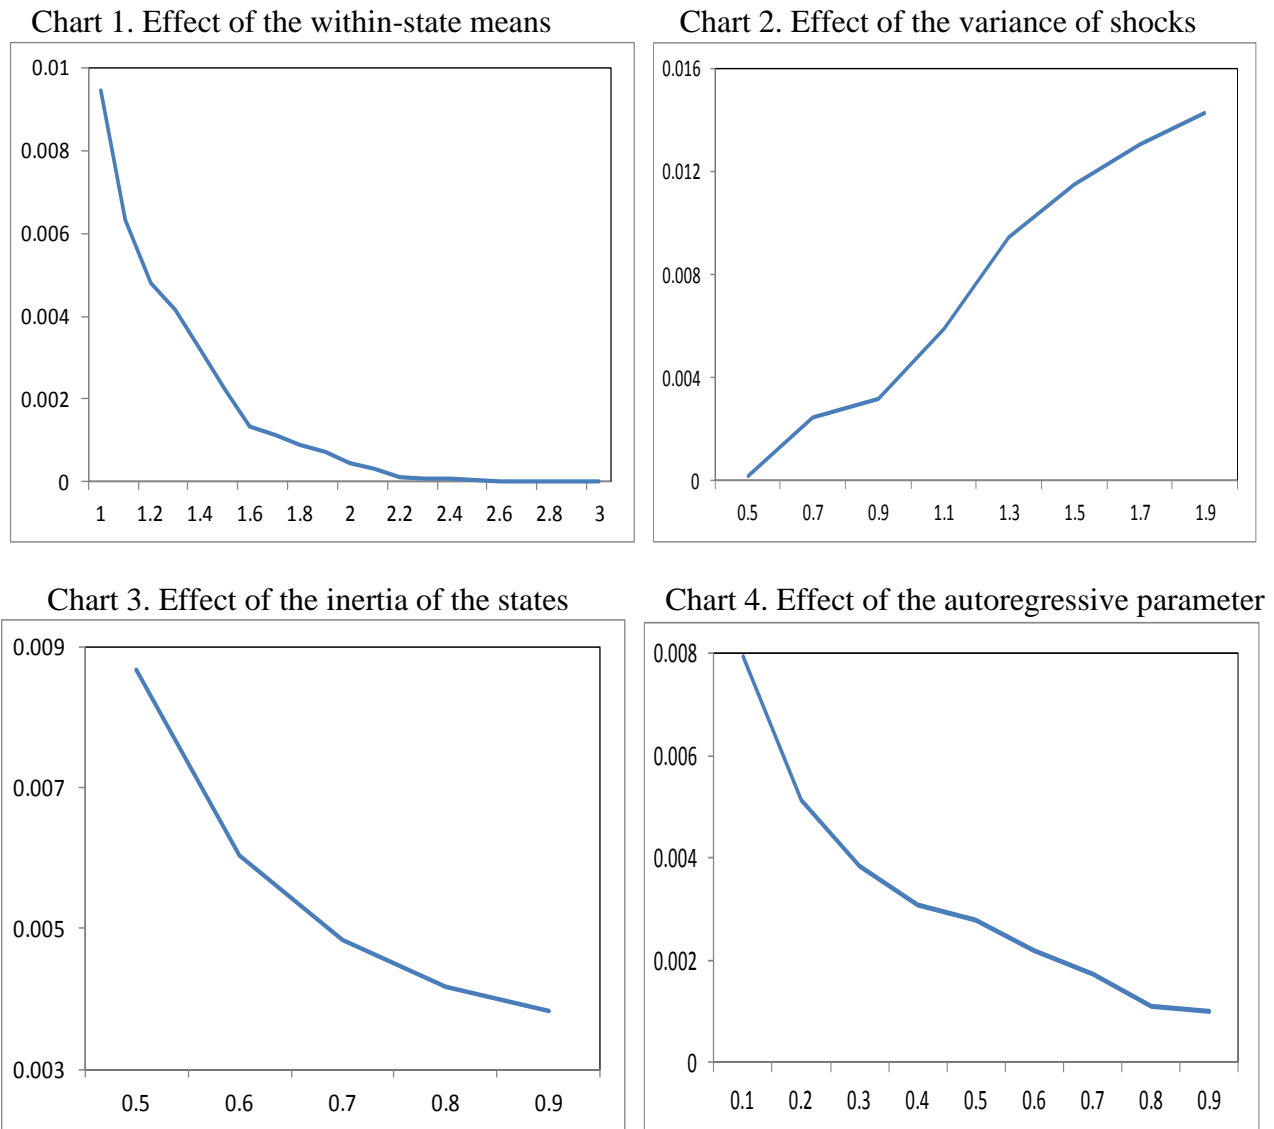 Chart 1. Effect of the within-state means
0.01
0.008
0.006
0.004
0.002
0
1 1.2 1.4 1.6 1.8 2 2.2 2.4 2.6 2.8 3
Chart 2. Effect of the variance of shocks
0.016
0.012
0.008
0.004
0
0.5 0.7 0.9 1.1 1.3 1.5 1.7 1.9
Chart 3. Effect of the inertia of the states
0.009
0.007
0.005
0.003
0.5 0.6 0.7 0.8 0.9
Chart 4. Effect of the autoregressive parameter
0.008
0.006
0.004
0.002
0
0.1 0.2 0.3 0.4 0.5 0.6 0.7 0.8 0.9